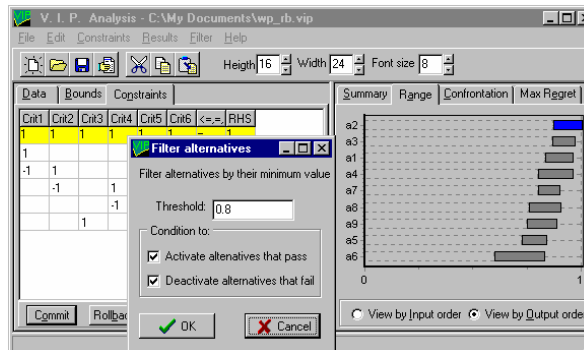 V. I. P. Analysis - C:\My Documents\wp_rb.vip
File Edit Constraints Results Filter Help
Heigth 16 Width 24 Font size 8
Data Bounds Constraints
Crit1 Crit2 Crit3 Crit4 Crit5 Crit6 <=,=, RHS
1 1 1 1 1 1 = 1
1
-1 1
-1 1
-1
1
Commit Rollba
Filter alternatives
Filter alternatives by their minimum value
Threshold: 0.8
Condition to:
Activate altenatives that pass
Deactivate alternatives that fail
OK Cancel
Summary Range Confrontation Max Regret
a2
a3
a1
a4
a7
a8
a9
a5
a6
0 1
View by Input order View by Output order